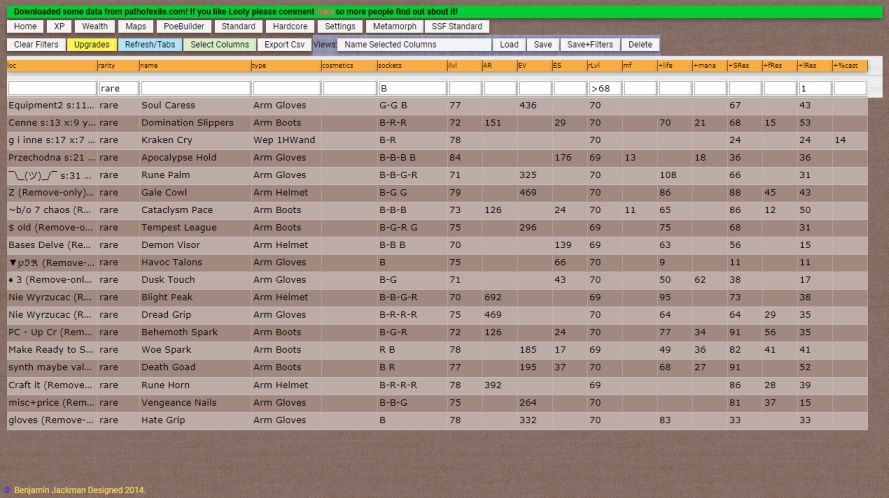 Downloaded some data from pathofexile.com! If you like Looty please comment here so more people find out about it!
Home XP Wealth Maps PoeBuilder Standard Hardcore Settings Metamorph SSF Standard
Clear Filters Upgrades Refresh/Tabs Select Columns Export Csv Views: Name Selected Columns Load Save Save+Filters Delete
loc rarity name type cosmetics sockets ilvl AR EV ES rLvl mf +life +mana +SRes +fRes +lRes +%cast
rare B >68 1
Equipment2 s:11... rare Soul Caress Arm Gloves G-G B 77 436 70 67 43
Cenne s:13 x:9 y... rare Domination Slippers Arm Boots B-R-R 72 151 29 70 70 21 68 15 53
g i inne s:17 x:7 ... rare Kraken Cry Wep 1HWand B-R 78 70 24 24 14
Przechodna s:21 ... rare Apocalypse Hold Arm Gloves B-B-B B 84 176 69 13 18 36 36
¯\_(ツ)_/¯ s:31 ... rare Rune Palm Arm Gloves B-B-G-R 71 325 70 108 66 31
Z (Remove-only)... rare Gale Cowl Arm Helmet B-G G 79 469 70 86 88 45 43
~b/o 7 chaos (R... rare Cataclysm Pace Arm Boots B-B-B 73 126 24 70 11 65 86 12 50
$ old (Remove-o... rare Tempest League Arm Boots B-G-R G 75 296 69 75 68 31
Bases Delve (Re... rare Demon Visor Arm Helmet B-B B 70 139 69 63 56 15
(Remove-... rare Havoc Talons Arm Gloves B 75 66 70 9 11 11
♦ 3 (Remove-onl... rare Dusk Touch Arm Gloves B-G 71 43 70 50 62 38 17
Nie Wyrzucac (R... rare Blight Peak Arm Helmet B-B-G-R 70 692 69 95 73 38
Nie Wyrzucac (R... rare Dread Grip Arm Gloves B-R-R-R 75 469 70 64 64 29 35
PC - Up Cr (Rem... rare Behemoth Spark Arm Boots B-G-R 72 126 24 70 77 34 91 56 35
Make Ready to S... rare Woe Spark Arm Boots R B 78 185 17 69 49 36 82 41 41
synth maybe val... rare Death Goad Arm Boots B R 77 195 37 70 68 27 91 52
Craft it (Remove... rare Rune Horn Arm Helmet B-R-R-R 78 392 69 86 28 39
misc+price (Rem... rare Vengeance Nails Arm Gloves B-B-G 75 264 70 81 37 15
gloves (Remove-... rare Hate Grip Arm Gloves B 78 332 70 83 33 33
Benjamin Jackman Designed 2014.